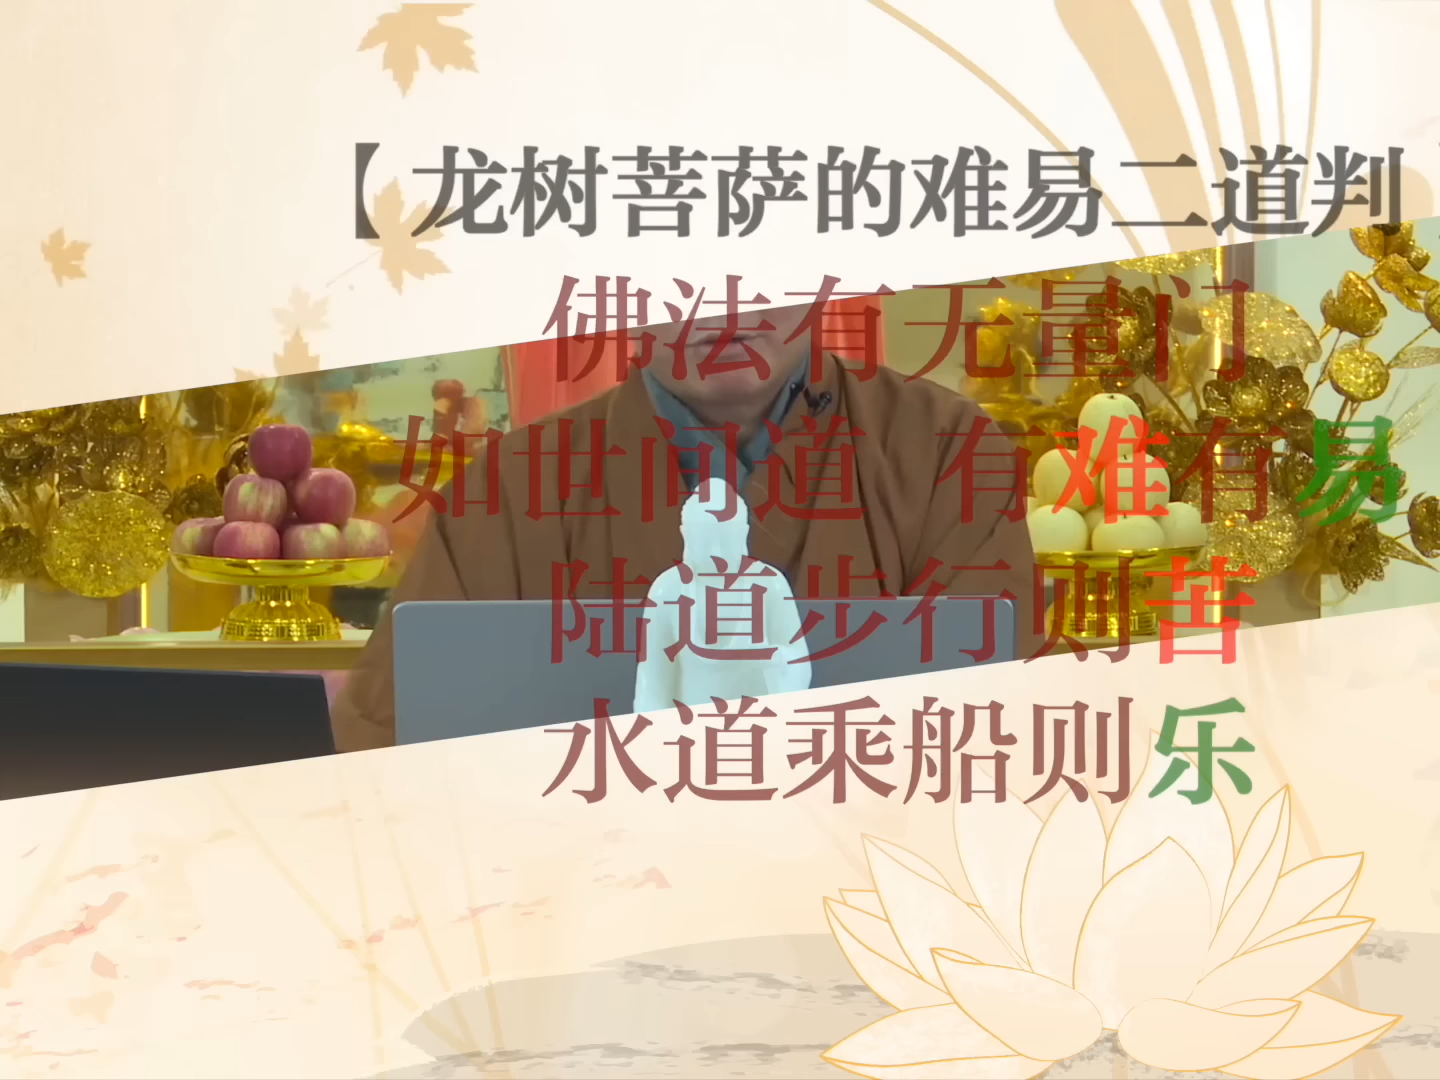 【龙树菩萨的难易二道判
佛法有无量门
如世间道 有难有易
陆道步行则苦
水道乘船则乐